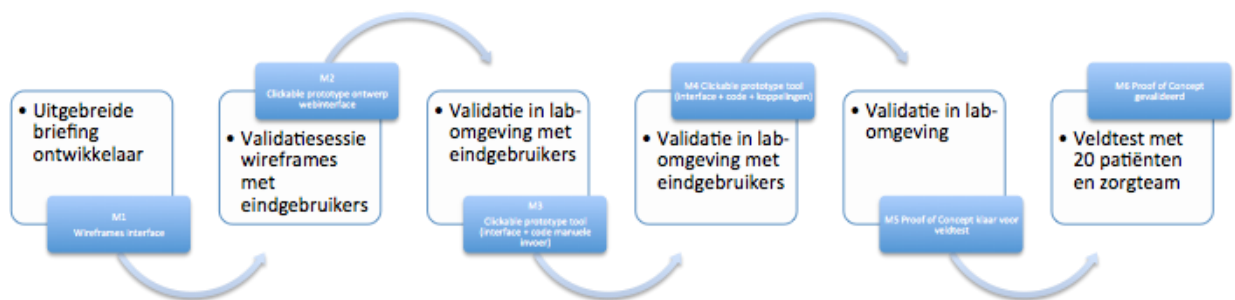 • Uitgebreide
briefing
ontwikkelaar
M1
Wireframes interface
M2
Clickable prototype ontwerp
webinterface
• Validatiesessie
wireframes
met
eindgebruikers
• Validatie in lab-
omgeving met
eindgebruikers
M3
Clickable prototype tool
(interface + code manuele
invoer)
M4 Clickable prototype tool
(interface + code + koppelingen)
• Validatie in lab-
omgeving met
eindgebruikers
• Validatie in lab-
omgeving
M5 Proof of Concept klaar voor
veldtest
M6 Proof of Concept
gevalideerd
• Veldtest met
20 patiënten
en zorgteam